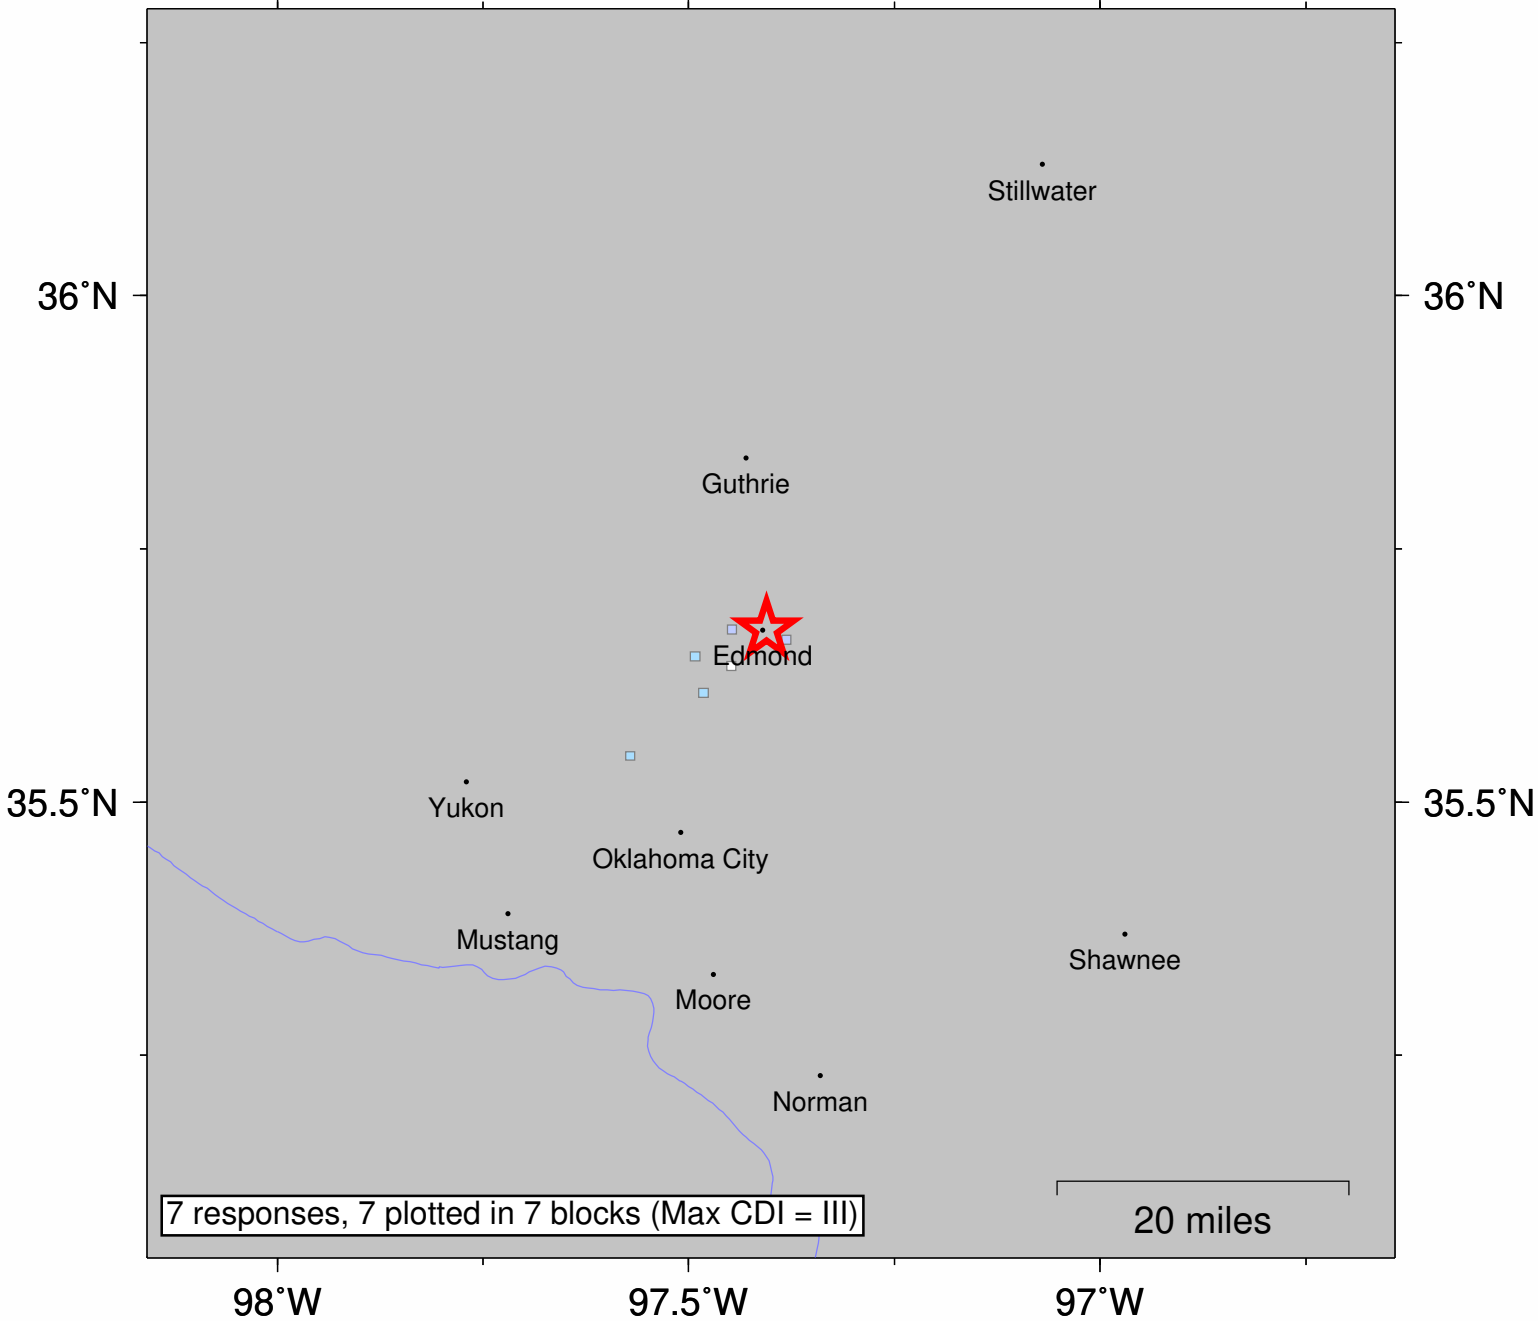 Stillwater
36˚N
36˚N
Guthrie
Edmond
35.5˚N
35.5˚N
Yukon
Oklahoma City
Mustang
Shawnee
Moore
Norman
7 responses, 7 plotted in 7 blocks (Max CDI = III)
20 miles
98˚W
97.5˚W
97˚W